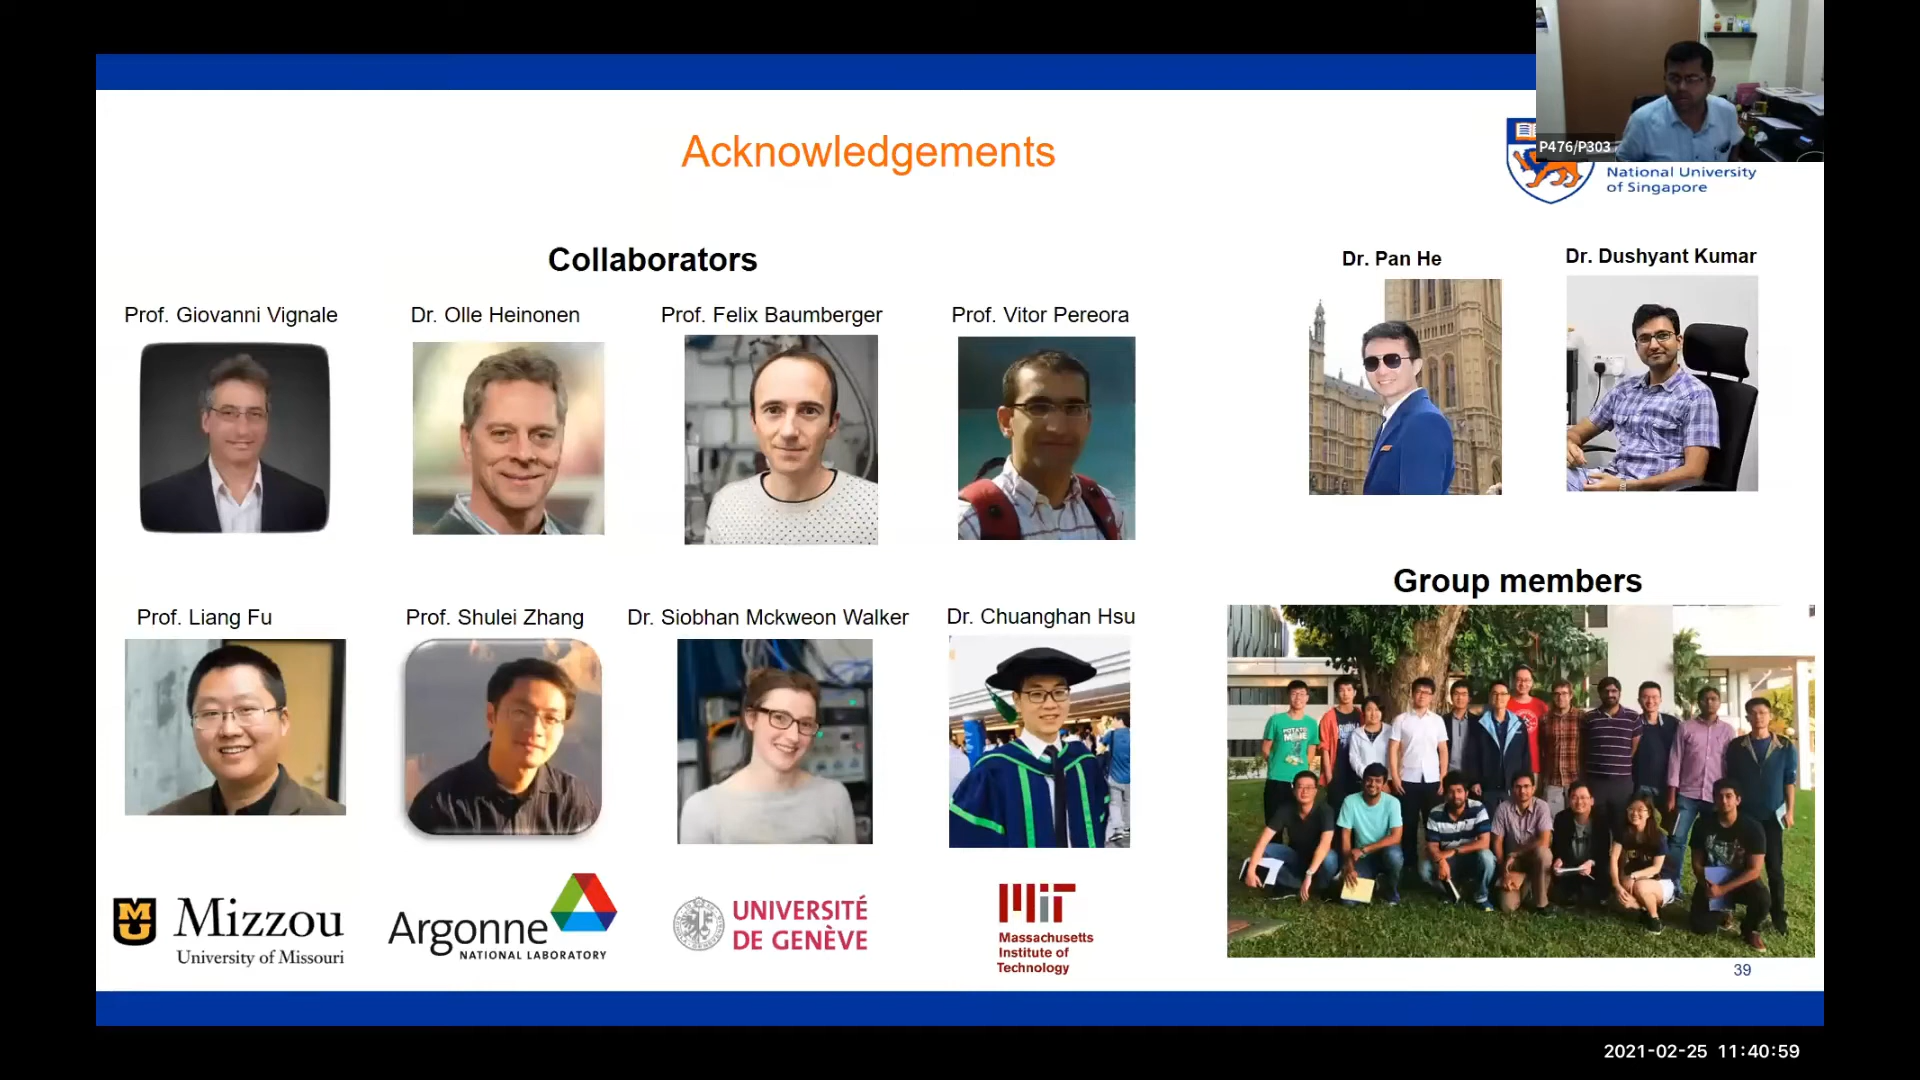 P476/P303
Acknowledgements
National University
of Singapore
Collaborators
Dr. Pan He
Dr. Dushyant Kumar
Prof. Giovanni Vignale
Dr. Olle Heinonen
Prof. Felix Baumberger
Prof. Vitor Pereora
Group members
Prof. Liang Fu
Prof. Shulei Zhang
Dr. Siobhan Mckweon Walker
Dr. Chuanghan Hsu
MU
Mizzou
University of Missouri
Argonne
NATIONAL LABORATORY
UNIVERSITÉ
DE GENÈVE
MIT
Massachusetts
Institute of
Technology
39
2021-02-25 11:40:59